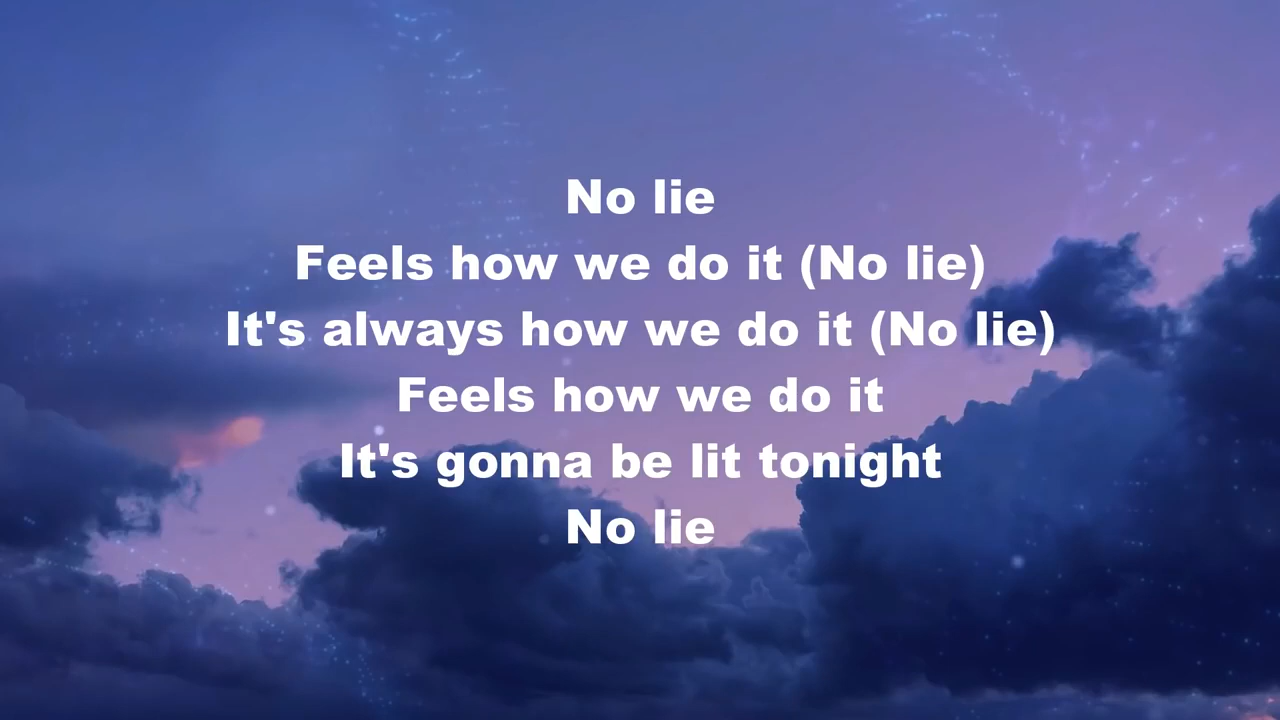 No lie
Feels how we do it (No lie)
It's always how we do it (No lie)
Feels how we do it
It's gonna be lit tonight
No lie